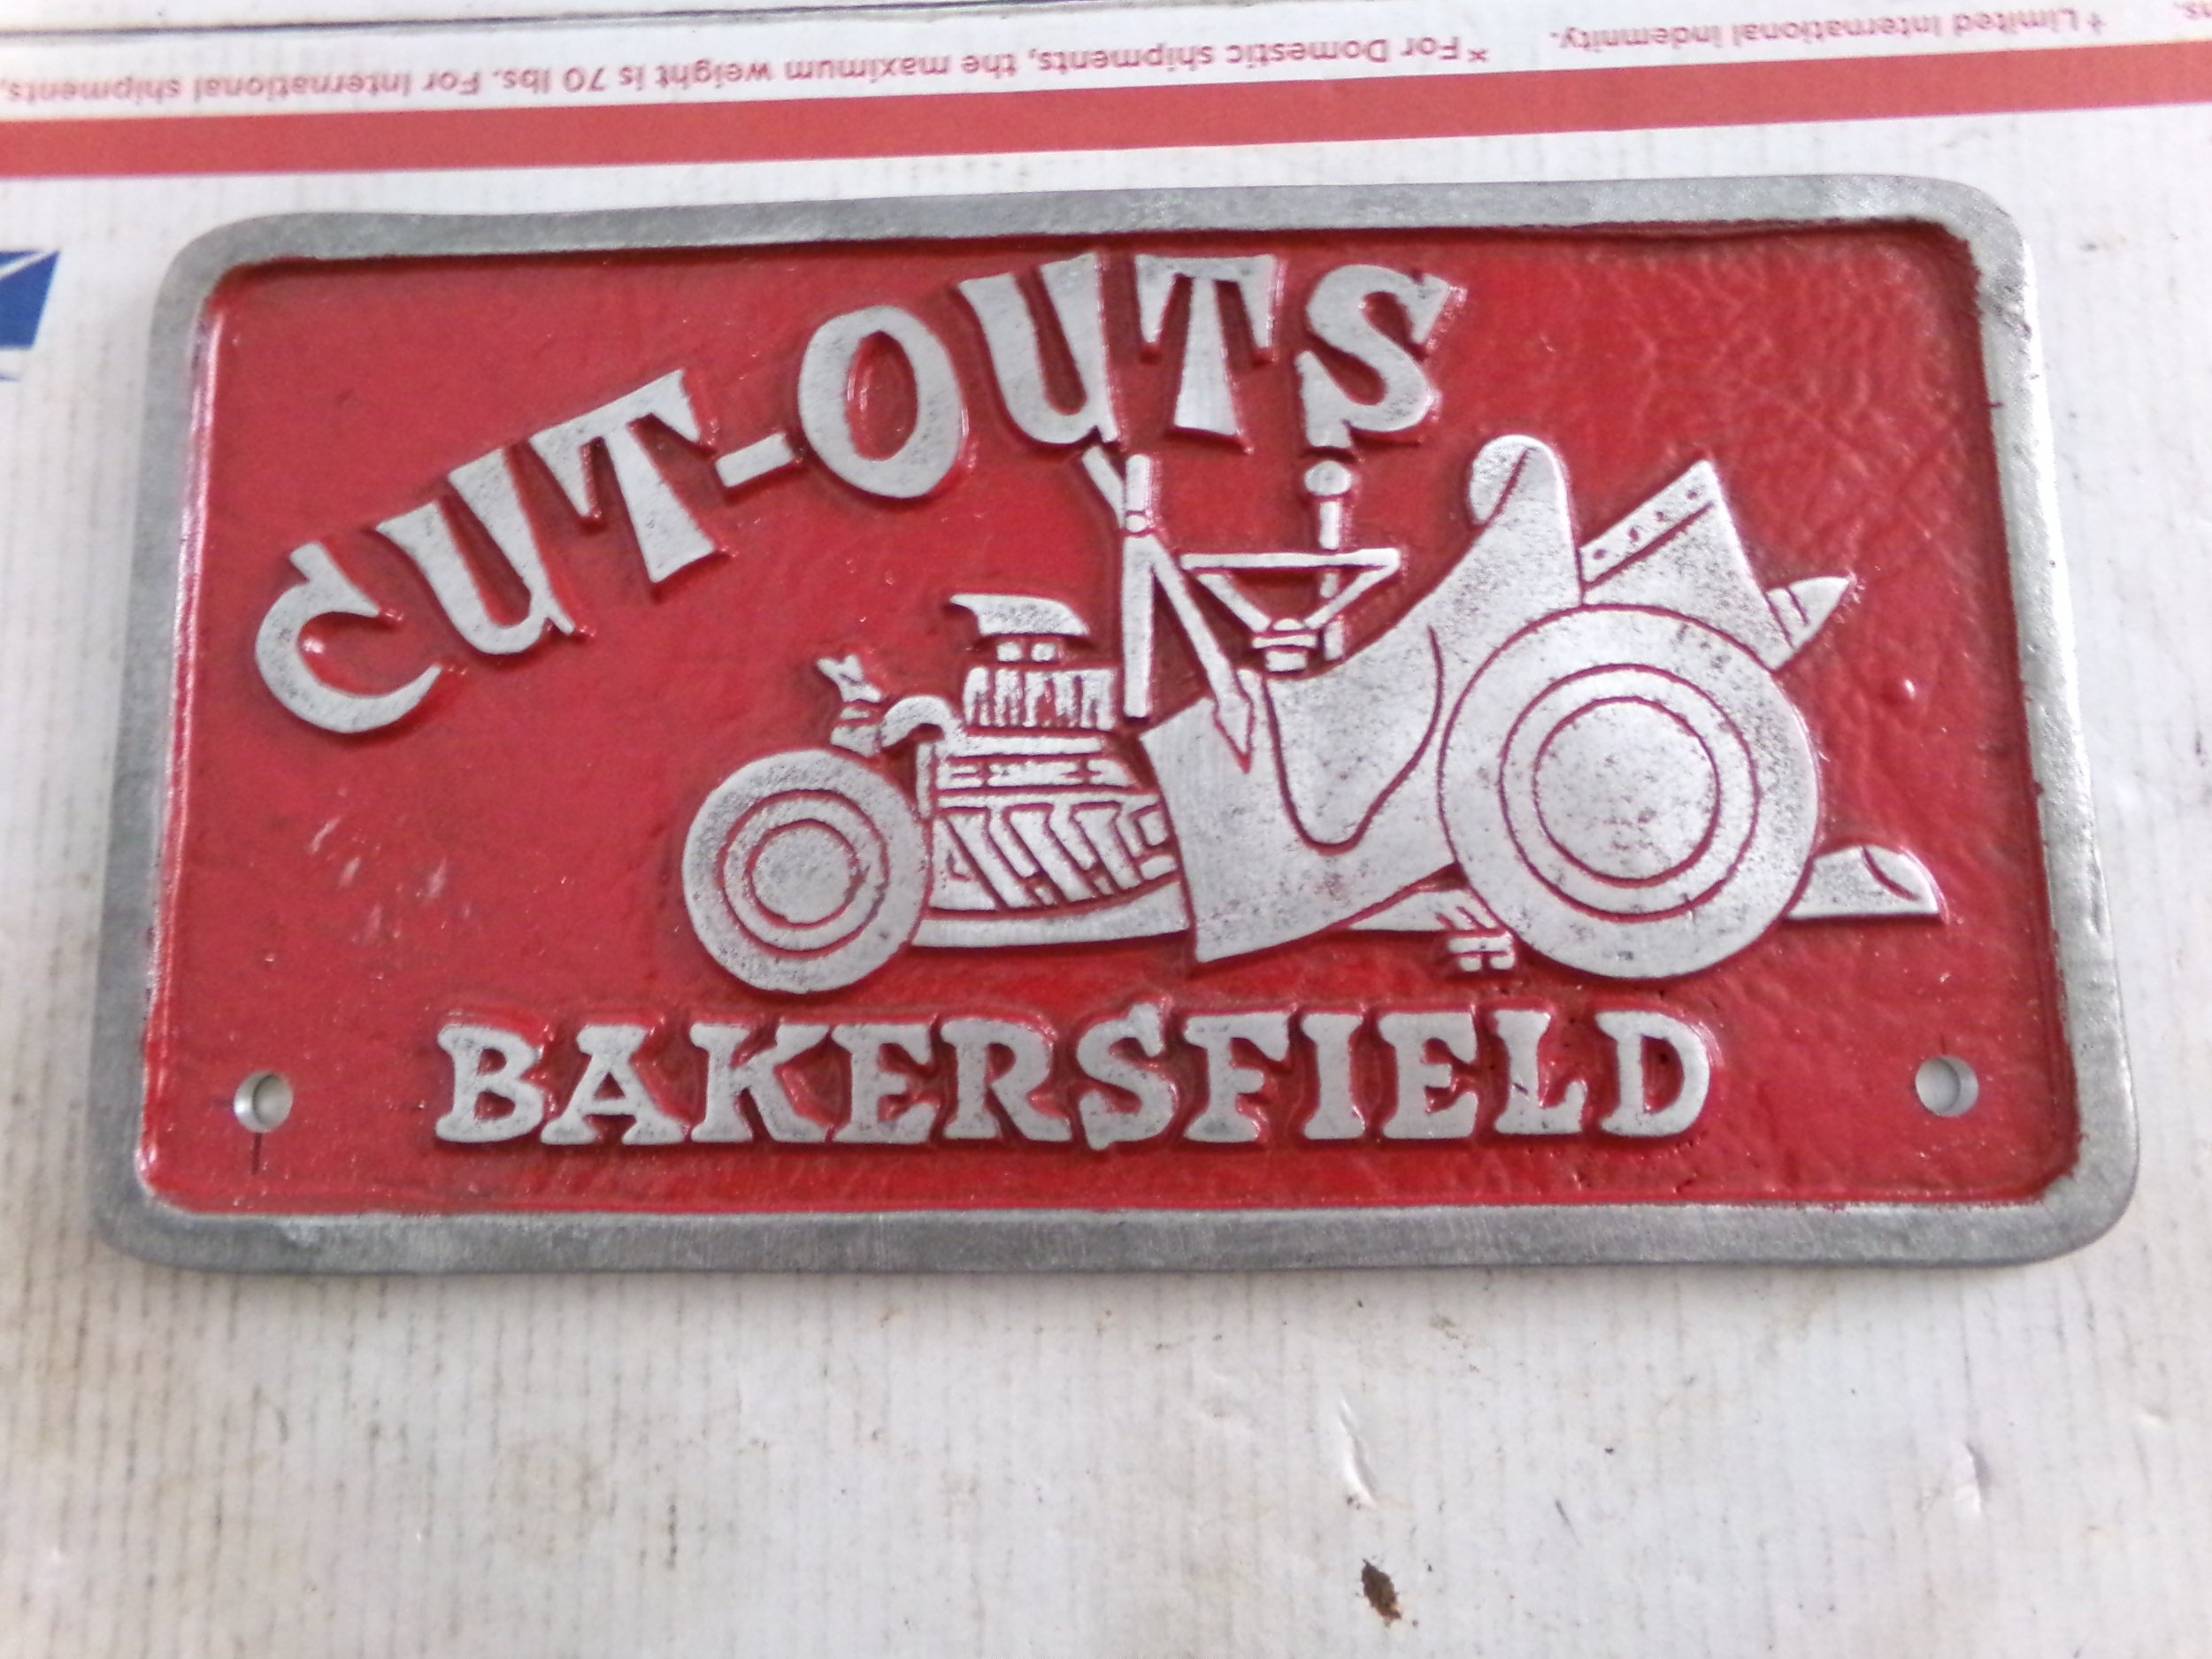 CUT-OUTS
BAKERSFIELD
*For Domestic shipments, the maximum weight is 70 lbs. For International shipments,
† Limited International indemnity.